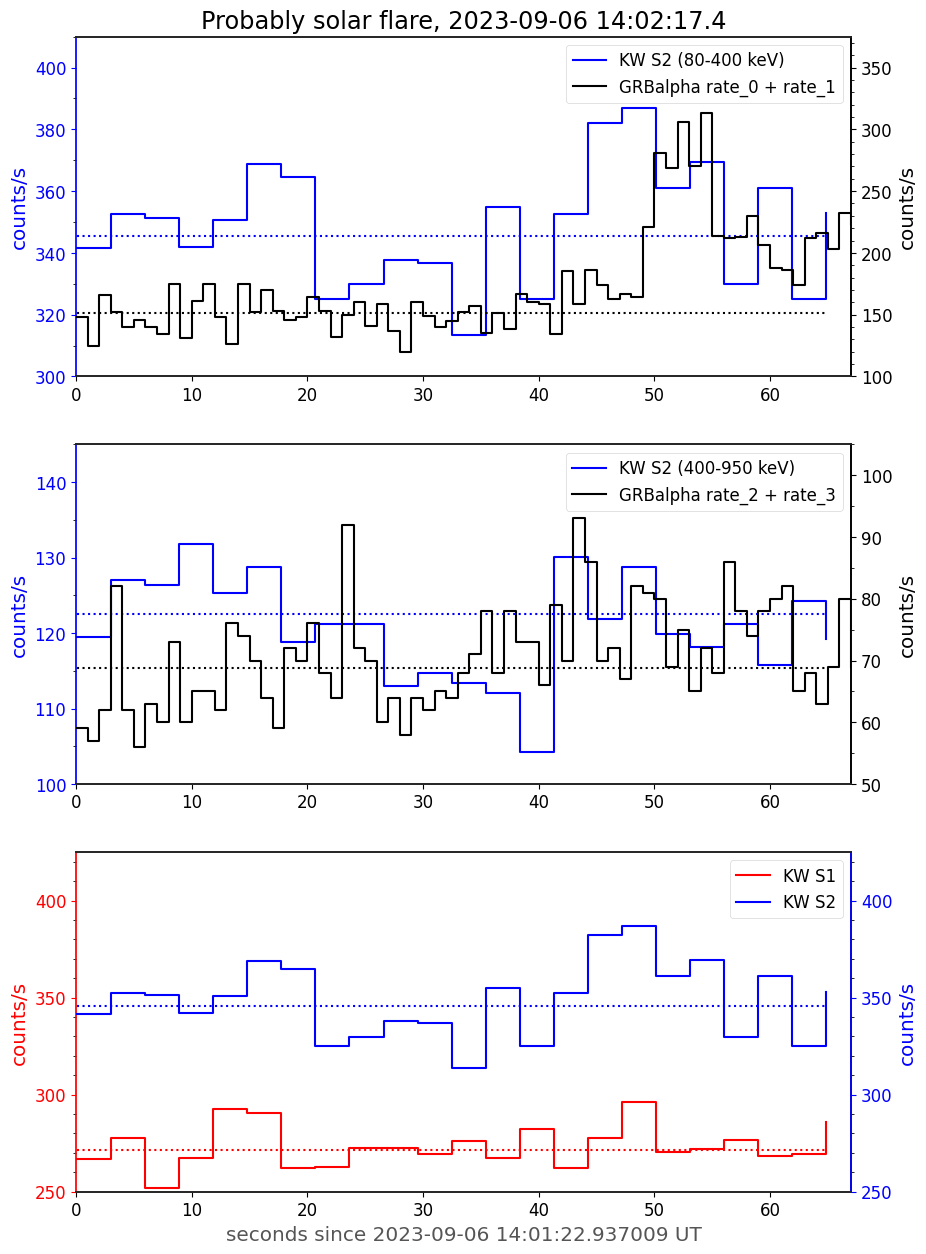 Probably solar flare, 2023-09-06 14:02:17.4
KW S2 (80-400 keV)
GRBalpha rate_0 + rate_1
counts/s
counts/s
400
380
360
340
320
300
350
300
250
200
150
100
0 10 20 30 40 50 60
KW S2 (400-950 keV)
GRBalpha rate_2 + rate_3
counts/s
counts/s
140
130
120
110
100
100
90
80
70
60
50
0 10 20 30 40 50 60
KW S1
KW S2
counts/s
counts/s
400
350
300
250
400
350
300
250
0 10 20 30 40 50 60
seconds since 2023-09-06 14:01:22.937009 UT